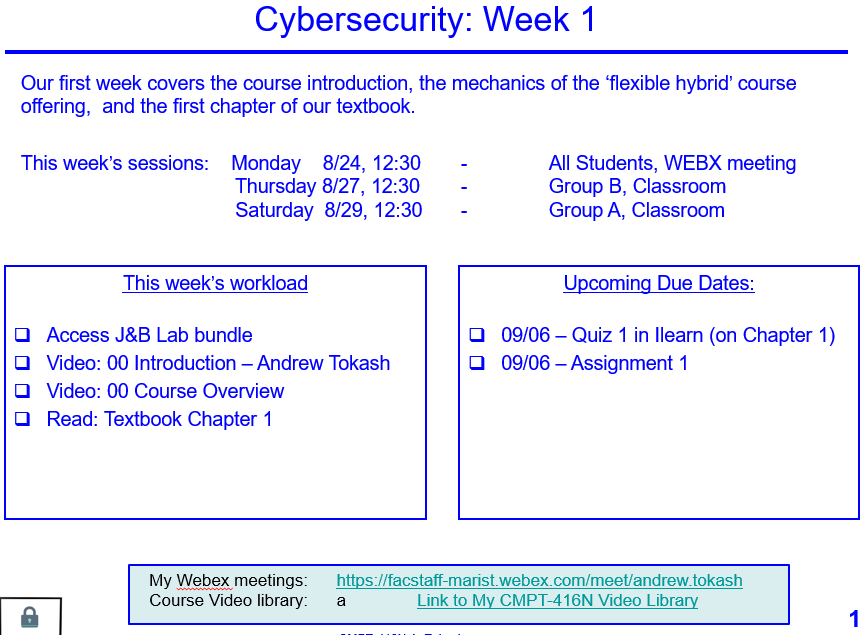 Cybersecurity: Week 1
Our first week covers the course introduction, the mechanics of the ‘flexible hybrid’ course
offering, and the first chapter of our textbook.
This week’s sessions: Monday 8/24, 12:30 - All Students, WEBX meeting
Thursday 8/27, 12:30 - Group B, Classroom
Saturday 8/29, 12:30 - Group A, Classroom
This week’s workload
Access J&B Lab bundle
Video: 00 Introduction – Andrew Tokash
Video: 00 Course Overview
Read: Textbook Chapter 1
Upcoming Due Dates:
09/06 – Quiz 1 in Ilearn (on Chapter 1)
09/06 – Assignment 1
My Webex meetings: https://facstaff-marist.webex.com/meet/andrew.tokash
Course Video library: a Link to My CMPT-416N Video Library
1